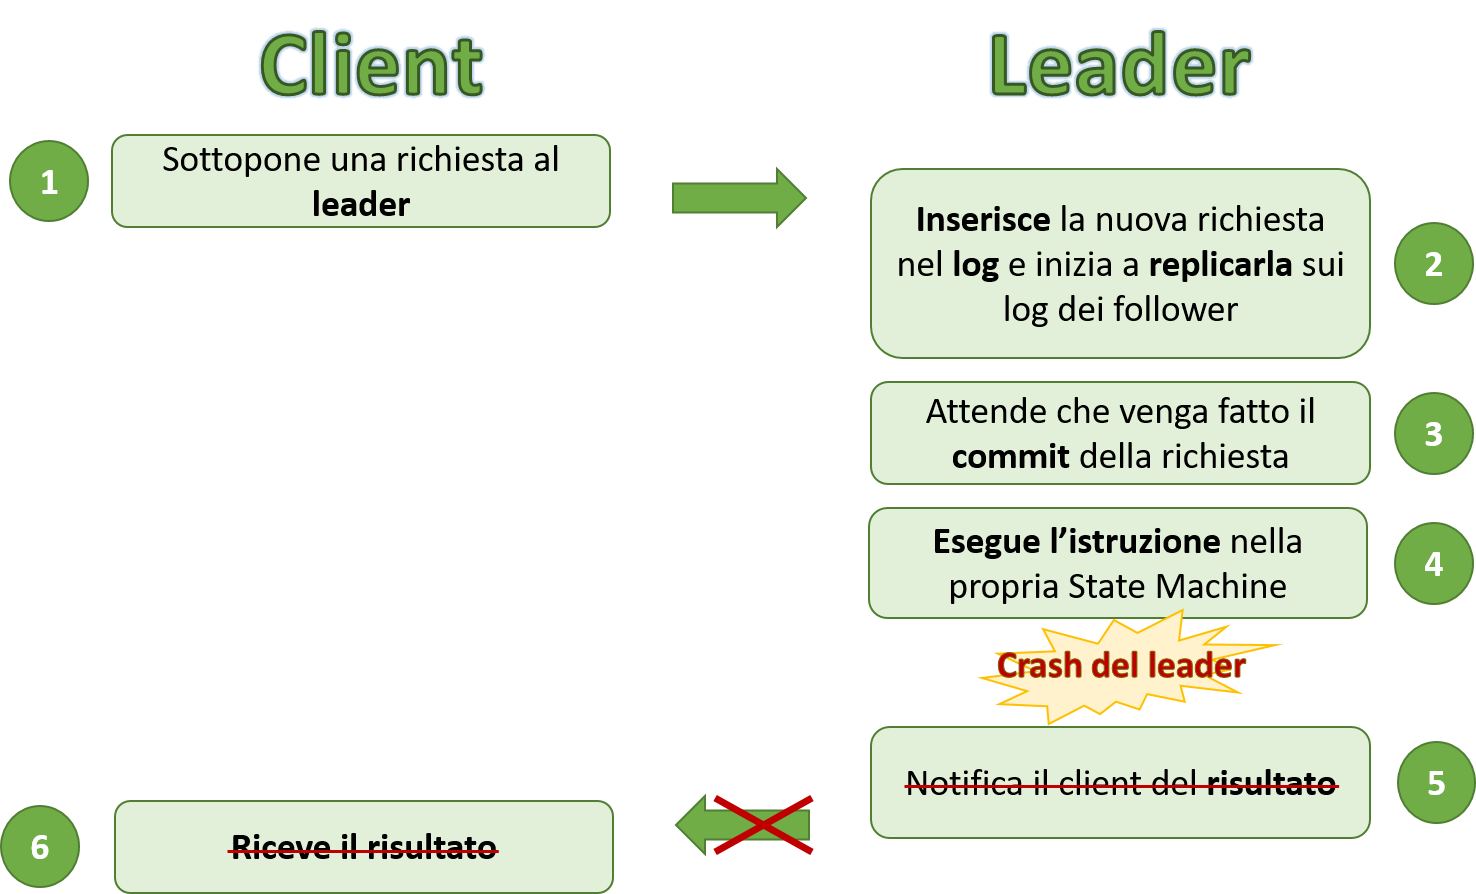 Client
Leader
1
Sottopone una richiesta al
leader
Inserisce la nuova richiesta
nel log e inizia a replicarla sui
log dei follower
2
Attende che venga fatto il
commit della richiesta
3
Esegue l’istruzione nella
propria State Machine
4
Crash del leader
Notifica il client del risultato
5
6
Riceve il risultato